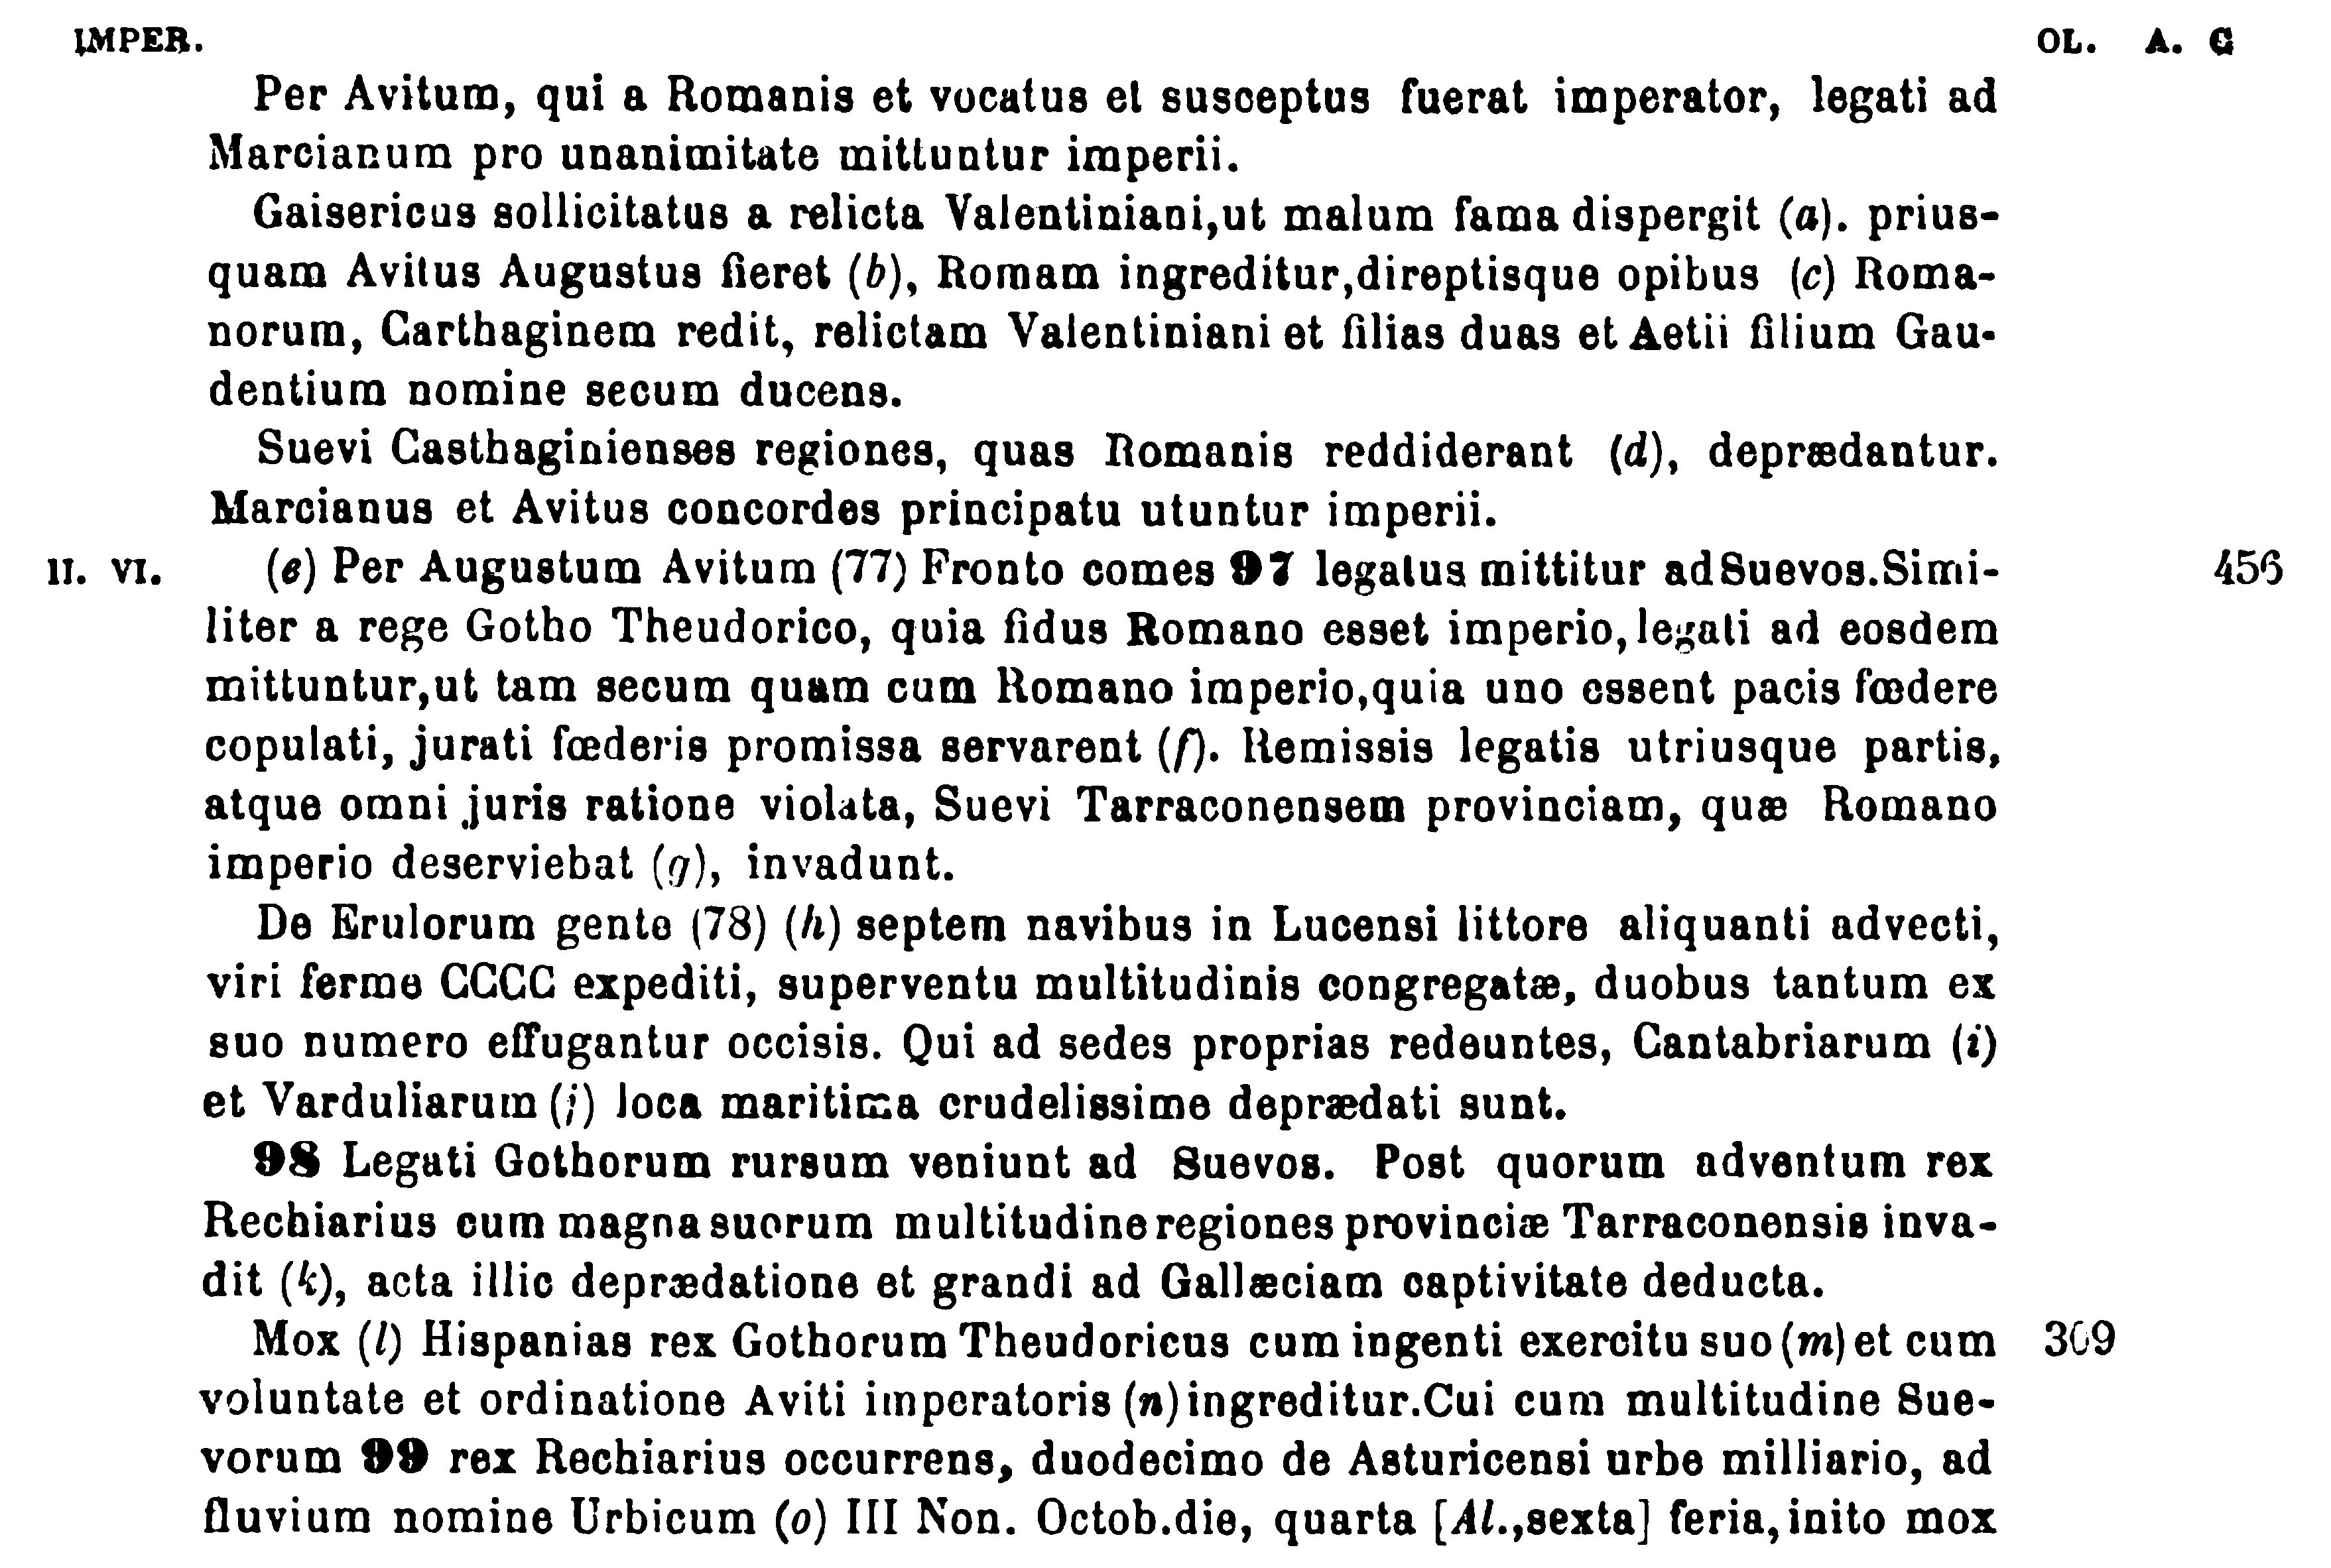 IMPER. OL. A. C
Per Avitum, qui a Romanis et vocatus et susceptus fuerat imperator, legati ad
Marcianum pro unanimitate mittuntur imperii.
Gaisericus sollicitatus a relicta Valentiniani, ut malum fama dispergit (a). prius-
quam Avitus Augustus fieret (b), Romam ingreditur, direptisque opibus (c) Roma-
norum, Carthaginem redit, relictam Valentiniani et filias duas et Aetii filium Gau-
dentium nomine secum ducens.
Suevi Casthaginienses regiones, quas Romanis reddiderant (d), deprædantur.
Marcianus et Avitus concordes principatu utuntur imperii.
II. VI. (e) Per Augustum Avitum (77) Fronto comes 97 legatus mittitur ad Suevos. Simi- 456
liter a rege Gotho Theudorico, quia fidus Romano esset imperio, legati ad eosdem
mittuntur, ut tam secum quam cum Romano imperio, quia uno essent pacis fœdere
copulati, jurati fœderis promissa servarent (f). Remissis legatis utriusque partis,
atque omni juris ratione violata, Suevi Tarraconensem provinciam, quæ Romano
imperio deserviebat (g), invadunt.
De Erulorum gente (78) (h) septem navibus in Lucensi littore aliquanti advecti,
viri ferme CCCC expediti, superventu multitudinis congregatæ, duobus tantum ex
suo numero effugantur occisis. Qui ad sedes proprias redeuntes, Cantabriarum (i)
et Varduliarum (j) loca maritima crudelissime deprædati sunt.
98 Legati Gothorum rursum veniunt ad Suevos. Post quorum adventum rex
Rechiarius cum magna suorum multitudine regiones provinciæ Tarraconensis inva-
dit (k), acta illic deprædatione et grandi ad Gallæciam captivitate deducta.
Mox (l) Hispanias rex Gothorum Theudoricus cum ingenti exercitu suo (m) et cum 309
voluntate et ordinatione Aviti imperatoris (n) ingreditur. Cui cum multitudine Sue-
vorum 99 rex Rechiarius occurrens, duodecimo de Asturicensi urbe milliario, ad
fluvium nomine Urbicum (o) III Non. Octob. die, quarta [Al., sexta] feria, inito mox